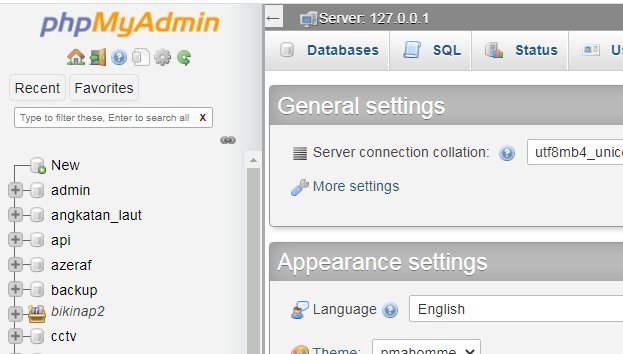 phpMyAdmin
Recent Favorites
Type to filter these, Enter to search all X
New
admin
angkatan_laut
api
azeraf
backup
bikinap2
cctv
Server: 127.0.0.1
Databases SQL Status
General settings
Server connection collation:
More settings
Appearance settings
Language English
Theme: pmahomme